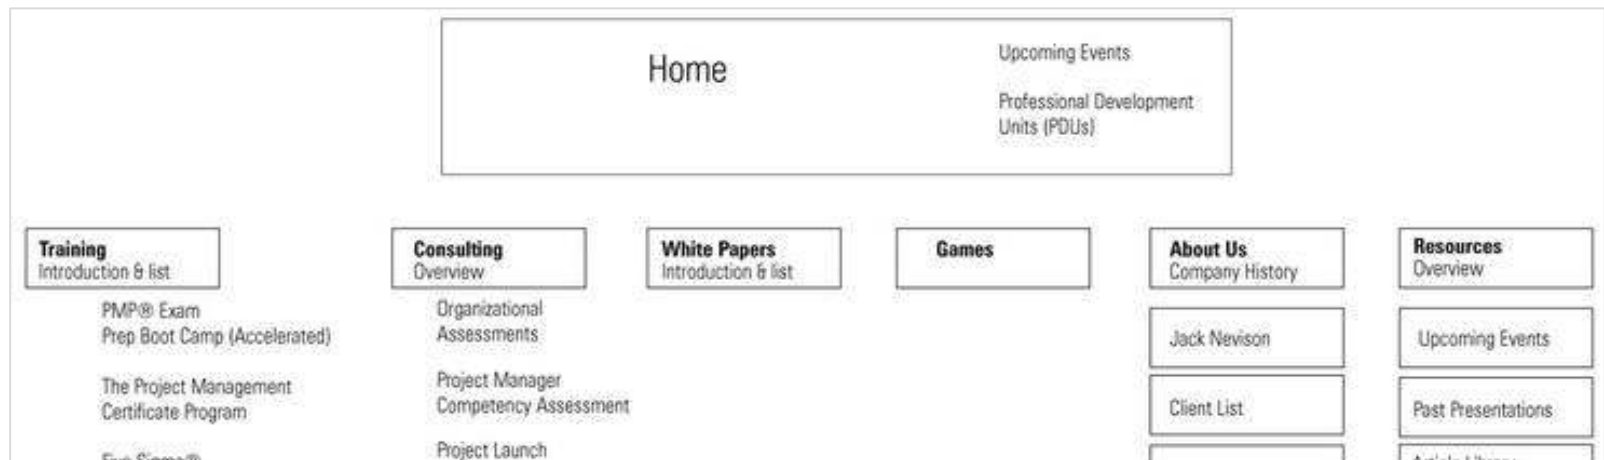 Home
Upcoming Events
Professional Development
Units (PDUs)
Training
Introduction & list
PMP® Exam
Prep Boot Camp (Accelerated)
The Project Management
Certificate Program
Consulting
Overview
Organizational
Assessments
Project Manager
Competency Assessment
Project Launch
White Papers
Introduction & list
Games
About Us
Company History
Jack Nevison
Client List
Resources
Overview
Upcoming Events
Past Presentations